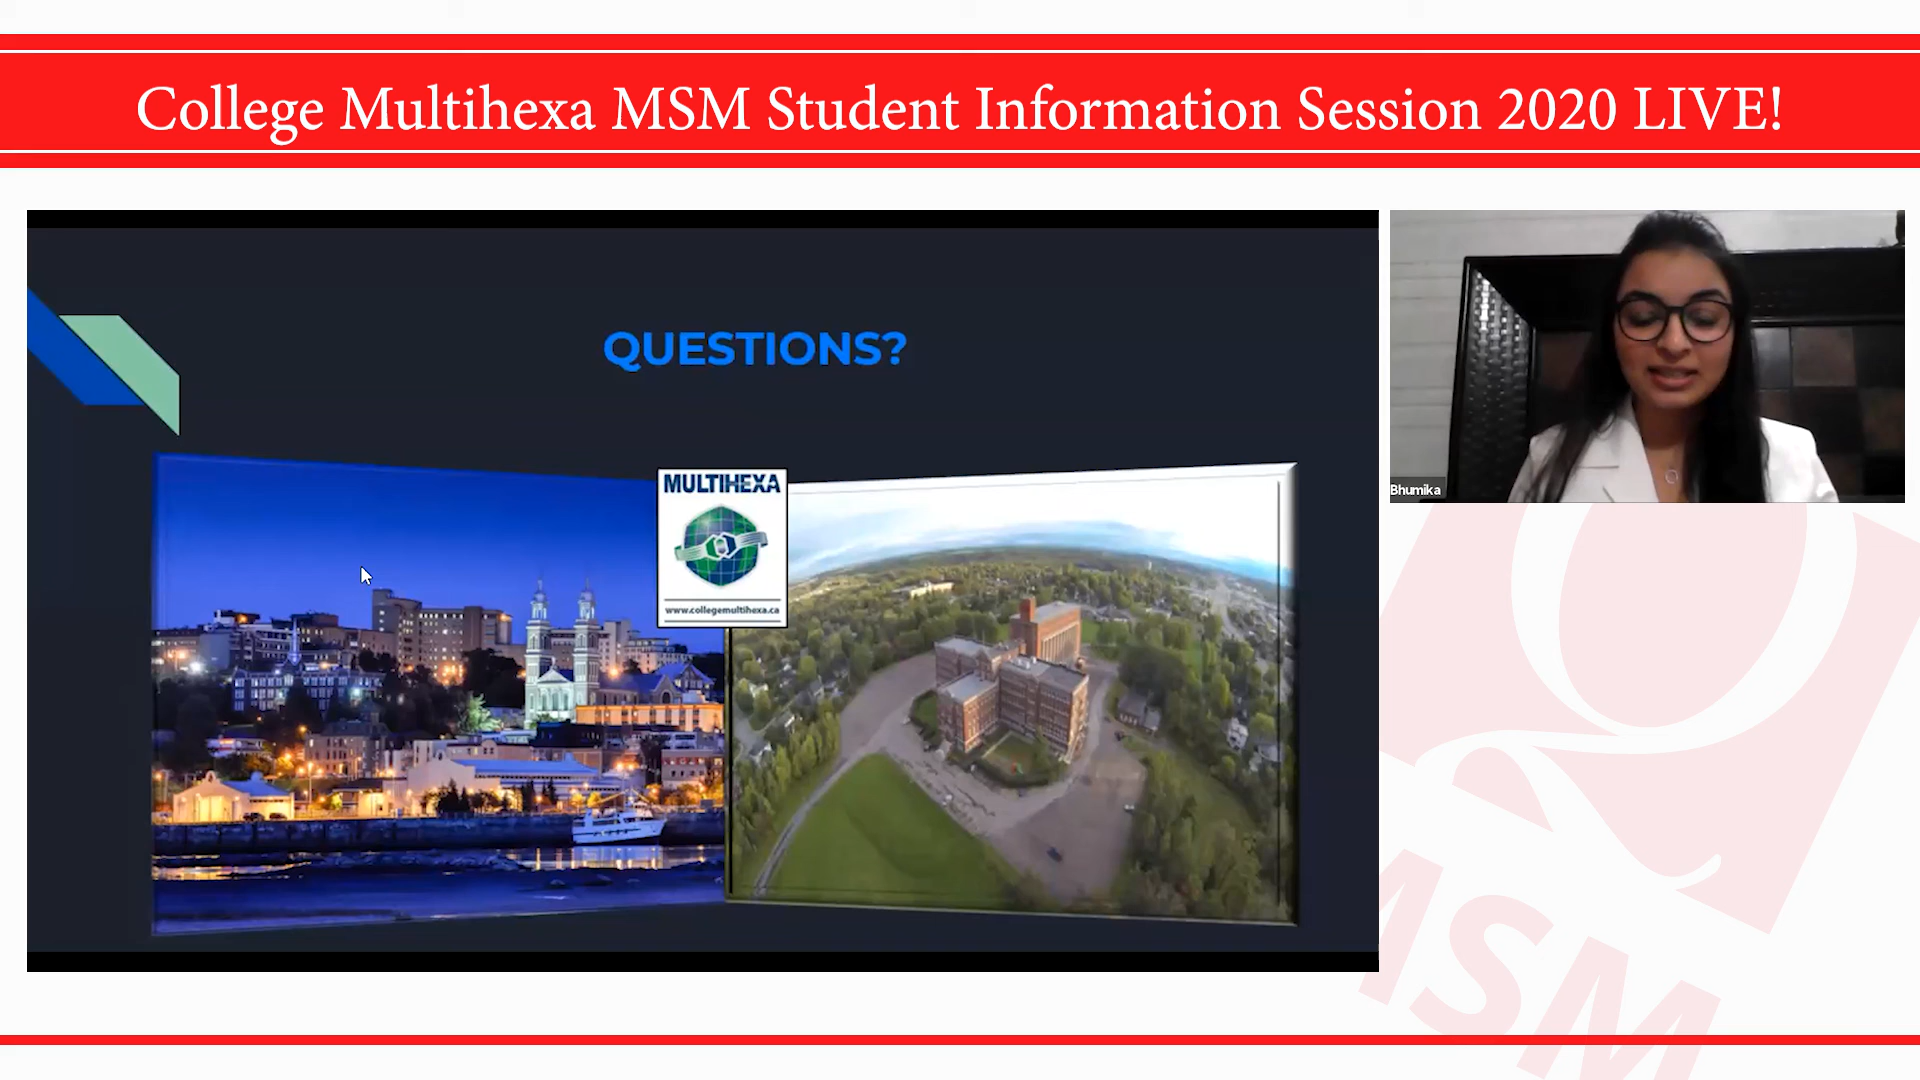 College Multihexa MSM Student Information Session 2020 LIVE!
QUESTIONS?
MULTIHEXA
www.collegemultihexa.ca
Bhumika
MSM